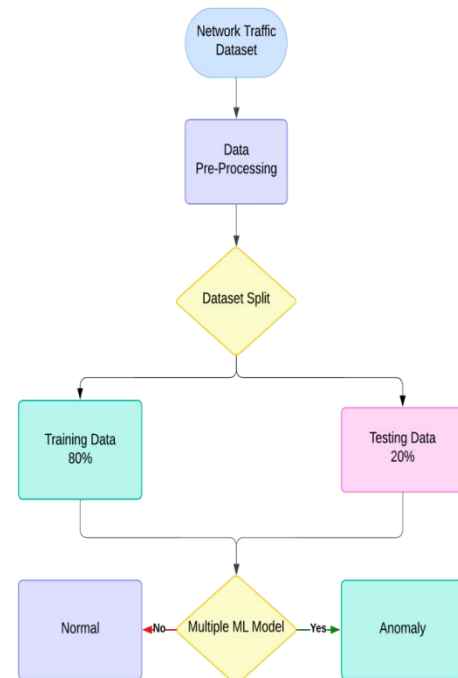 Network Traffic
Dataset
Data
Pre-Processing
Dataset Split
Training Data
80%
Testing Data
20%
Normal
No
Multiple ML Model
Yes
Anomaly